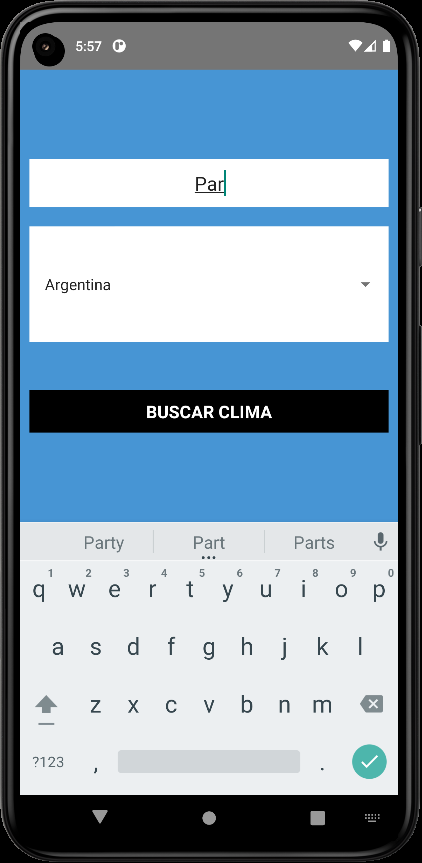 5:57
Par
Argentina
BUSCAR CLIMA
Party Part Parts
1 2 3 4 5 6 7 8 9 0
q w e r t y u i o p
a s d f g h j k l
z x c v b n m
?123 , .